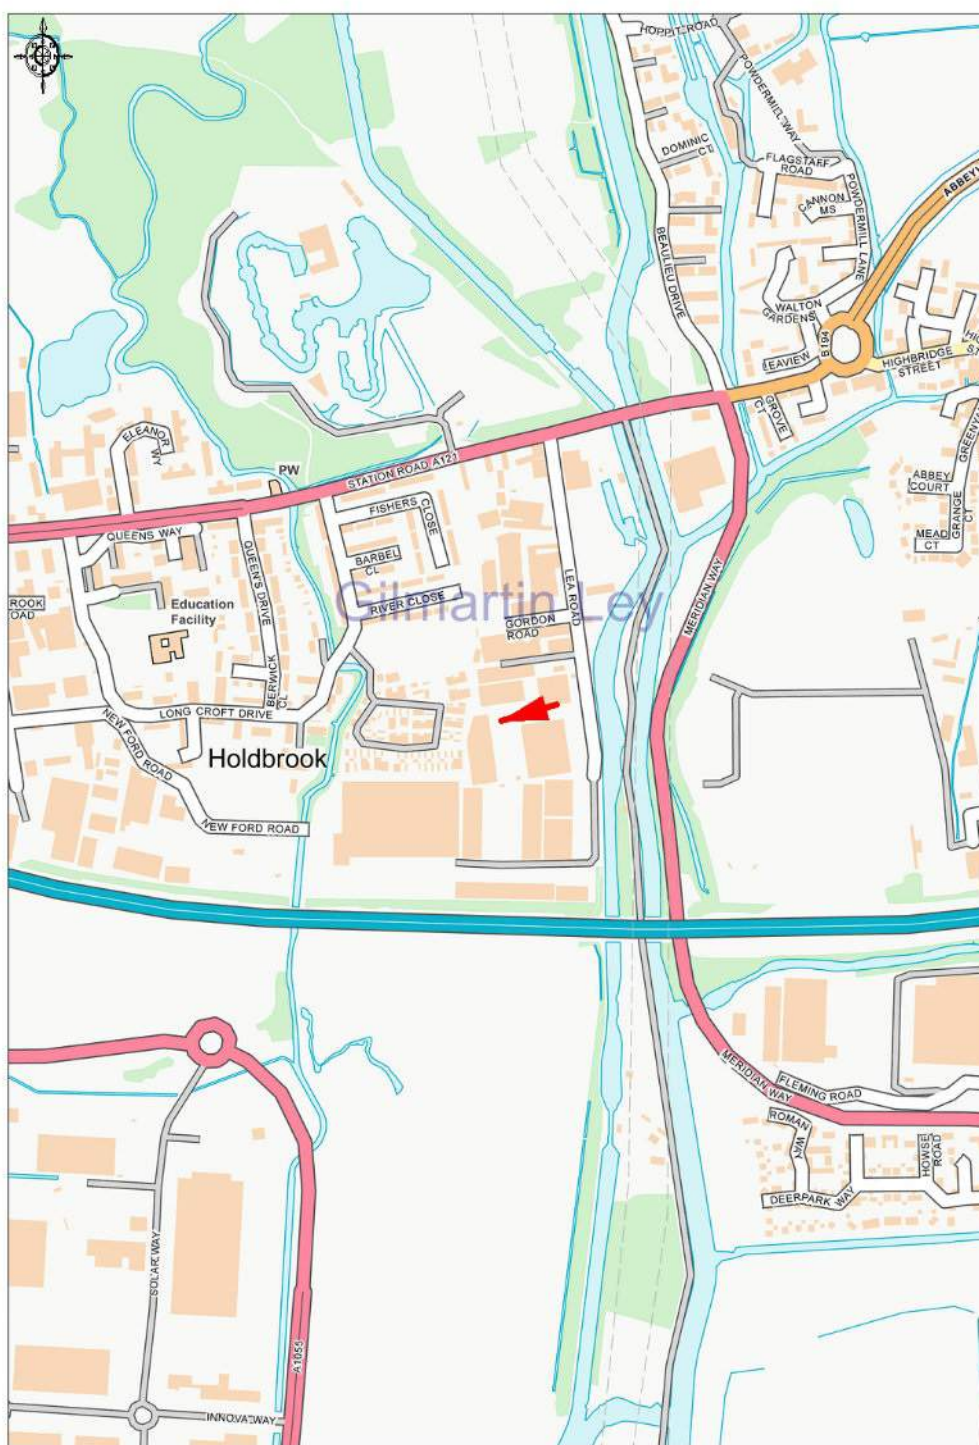 HOPPIT ROAD
POWDERMILL WAY
DOMINIC
CT
FLAGSTAFF
ROAD
CANNON
MS
POWDERMILL LANE
BEAULIEU DRIVE
WALTON
GARDENS
LEAVIEW
B194
HIGHBRIDGE
STREET
GROVE
CT
ELEANOR
WY
PW
STATION ROAD A121
FISHERS
CLOSE
QUEENS WAY
QUEEN'S DRIVE
BARBEL
CL
RIVER CLOSE
Gilmartin Ley
LEA ROAD
GORDON
ROAD
MERIDIAN WAY
ABBEY
COURT
GRANGE
CT
MEAD
CT
Education
Facility
BERWICK
CL
LONG CROFT DRIVE
NEW FORD ROAD
Holdbrook
NEW FORD ROAD
MERIDIAN WAY
FLEMING ROAD
ROMAN
WAY
HOWSE
ROAD
DEERPARK WAY
SOLAR WAY
A1055
INNOVA WAY